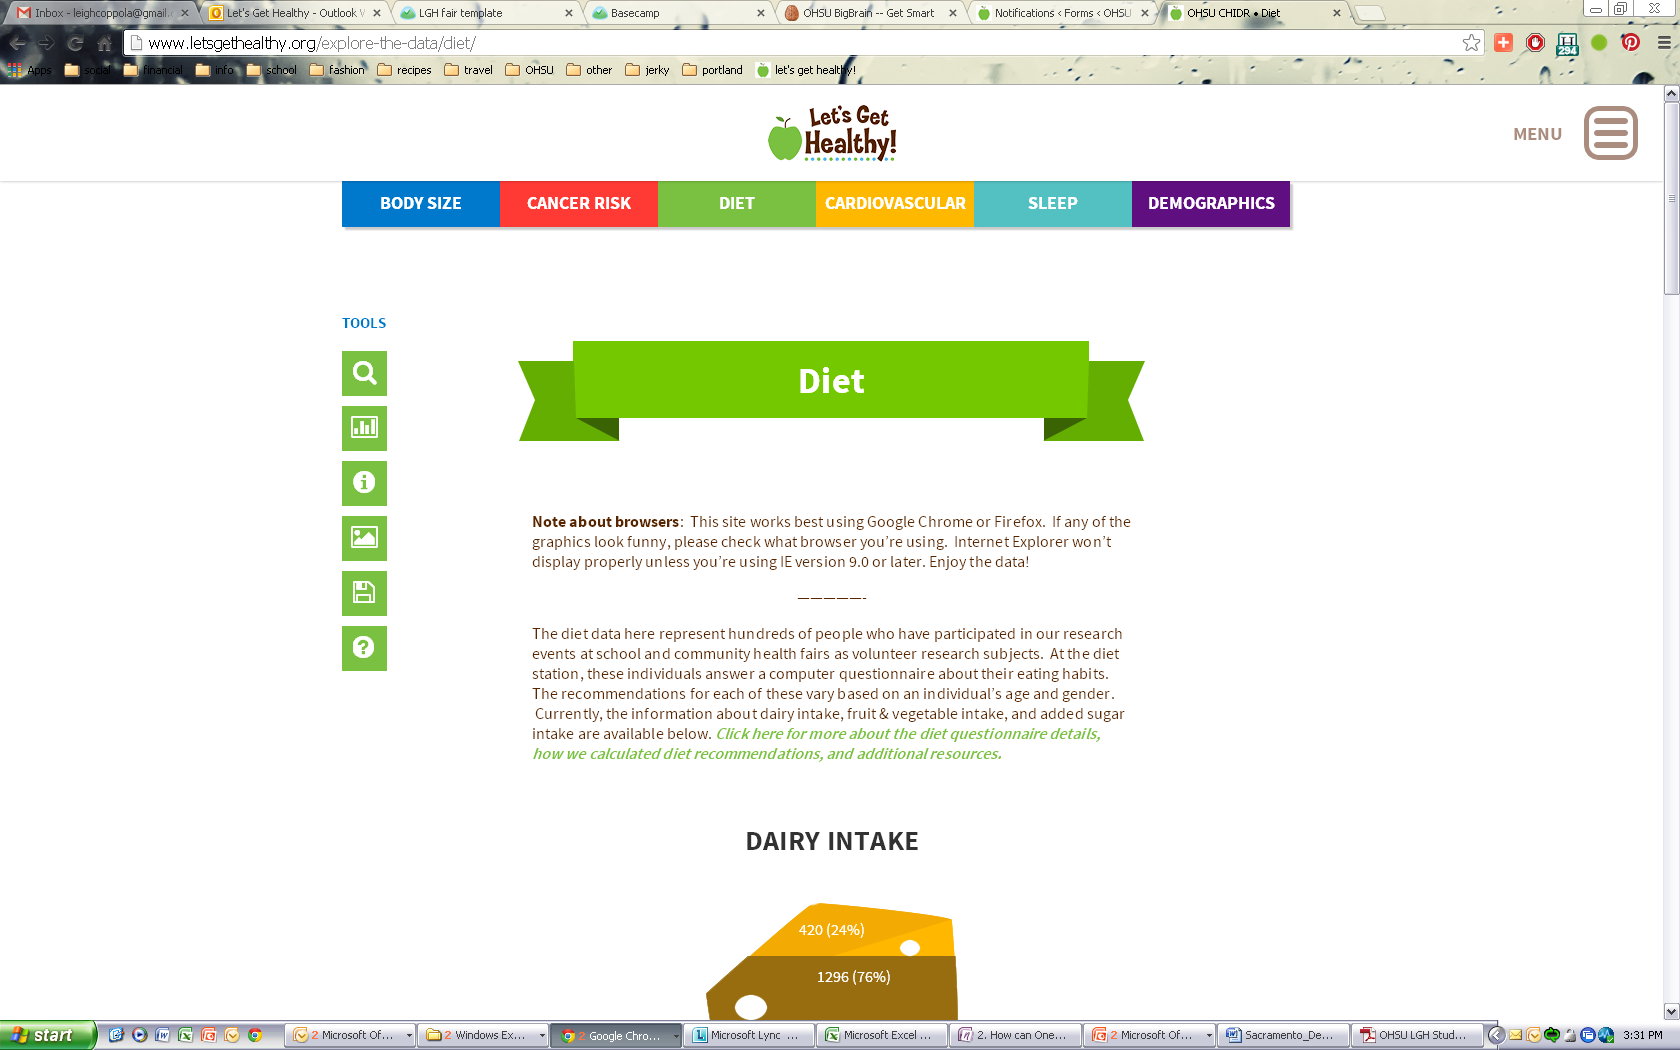 Inbox - leighcoppola@gmail.c
Let's Get Healthy - Outlook V
LGH fair template
Basecamp
OHSU BigBrain -- Get Smart
Notifications ‹ Forms ‹ OHSU
OHSU CHIDR • Diet
www.letsgethealthy.org/explore-the-data/diet/
294
Apps
social
financial
info
school
fashion
recipes
travel
OHSU
other
jerky
portland
let's get healthy!
Let's Get
Healthy!
MENU
BODY SIZE
CANCER RISK
DIET
CARDIOVASCULAR
SLEEP
DEMOGRAPHICS
TOOLS
Diet
Note about browsers:  This site works best using Google Chrome or Firefox.  If any of the
graphics look funny, please check what browser you're using.  Internet Explorer won't
display properly unless you're using IE version 9.0 or later. Enjoy the data!
—————-
The diet data here represent hundreds of people who have participated in our research
events at school and community health fairs as volunteer research subjects.  At the diet
station, these individuals answer a computer questionnaire about their eating habits.
The recommendations for each of these vary based on an individual's age and gender.
Currently, the information about dairy intake, fruit & vegetable intake, and added sugar
intake are available below. Click here for more about the diet questionnaire details,
how we calculated diet recommendations, and additional resources.
DAIRY INTAKE
420 (24%)
1296 (76%)
start
2 Microsoft Of...
2 Windows Ex...
2 Google Chro...
Microsoft Lync ...
Microsoft Excel ...
2. How can One...
2 Microsoft Of...
Sacramento_De...
OHSU LGH Stud...
3:31 PM